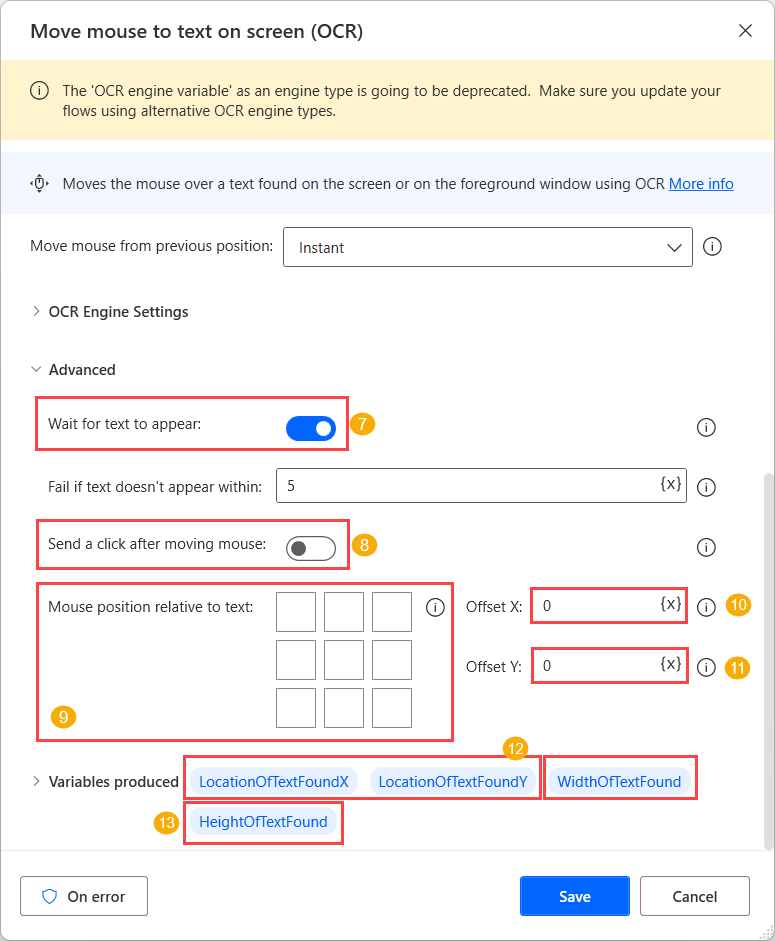 Move mouse to text on screen (OCR)
The 'OCR engine variable' as an engine type is going to be deprecated.  Make sure you update your
flows using alternative OCR engine types.
Moves the mouse over a text found on the screen or on the foreground window using OCR More info
Move mouse from previous position: Instant
OCR Engine Settings
Advanced
Wait for text to appear: 7
Fail if text doesn't appear within: 5 {x}
Send a click after moving mouse: 8
Mouse position relative to text: Offset X: 0 {x} 10
Offset Y: 0 {x} 11
9
12
Variables produced LocationOfTextFoundX LocationOfTextFoundY WidthOfTextFound
13 HeightOfTextFound
On error Save Cancel